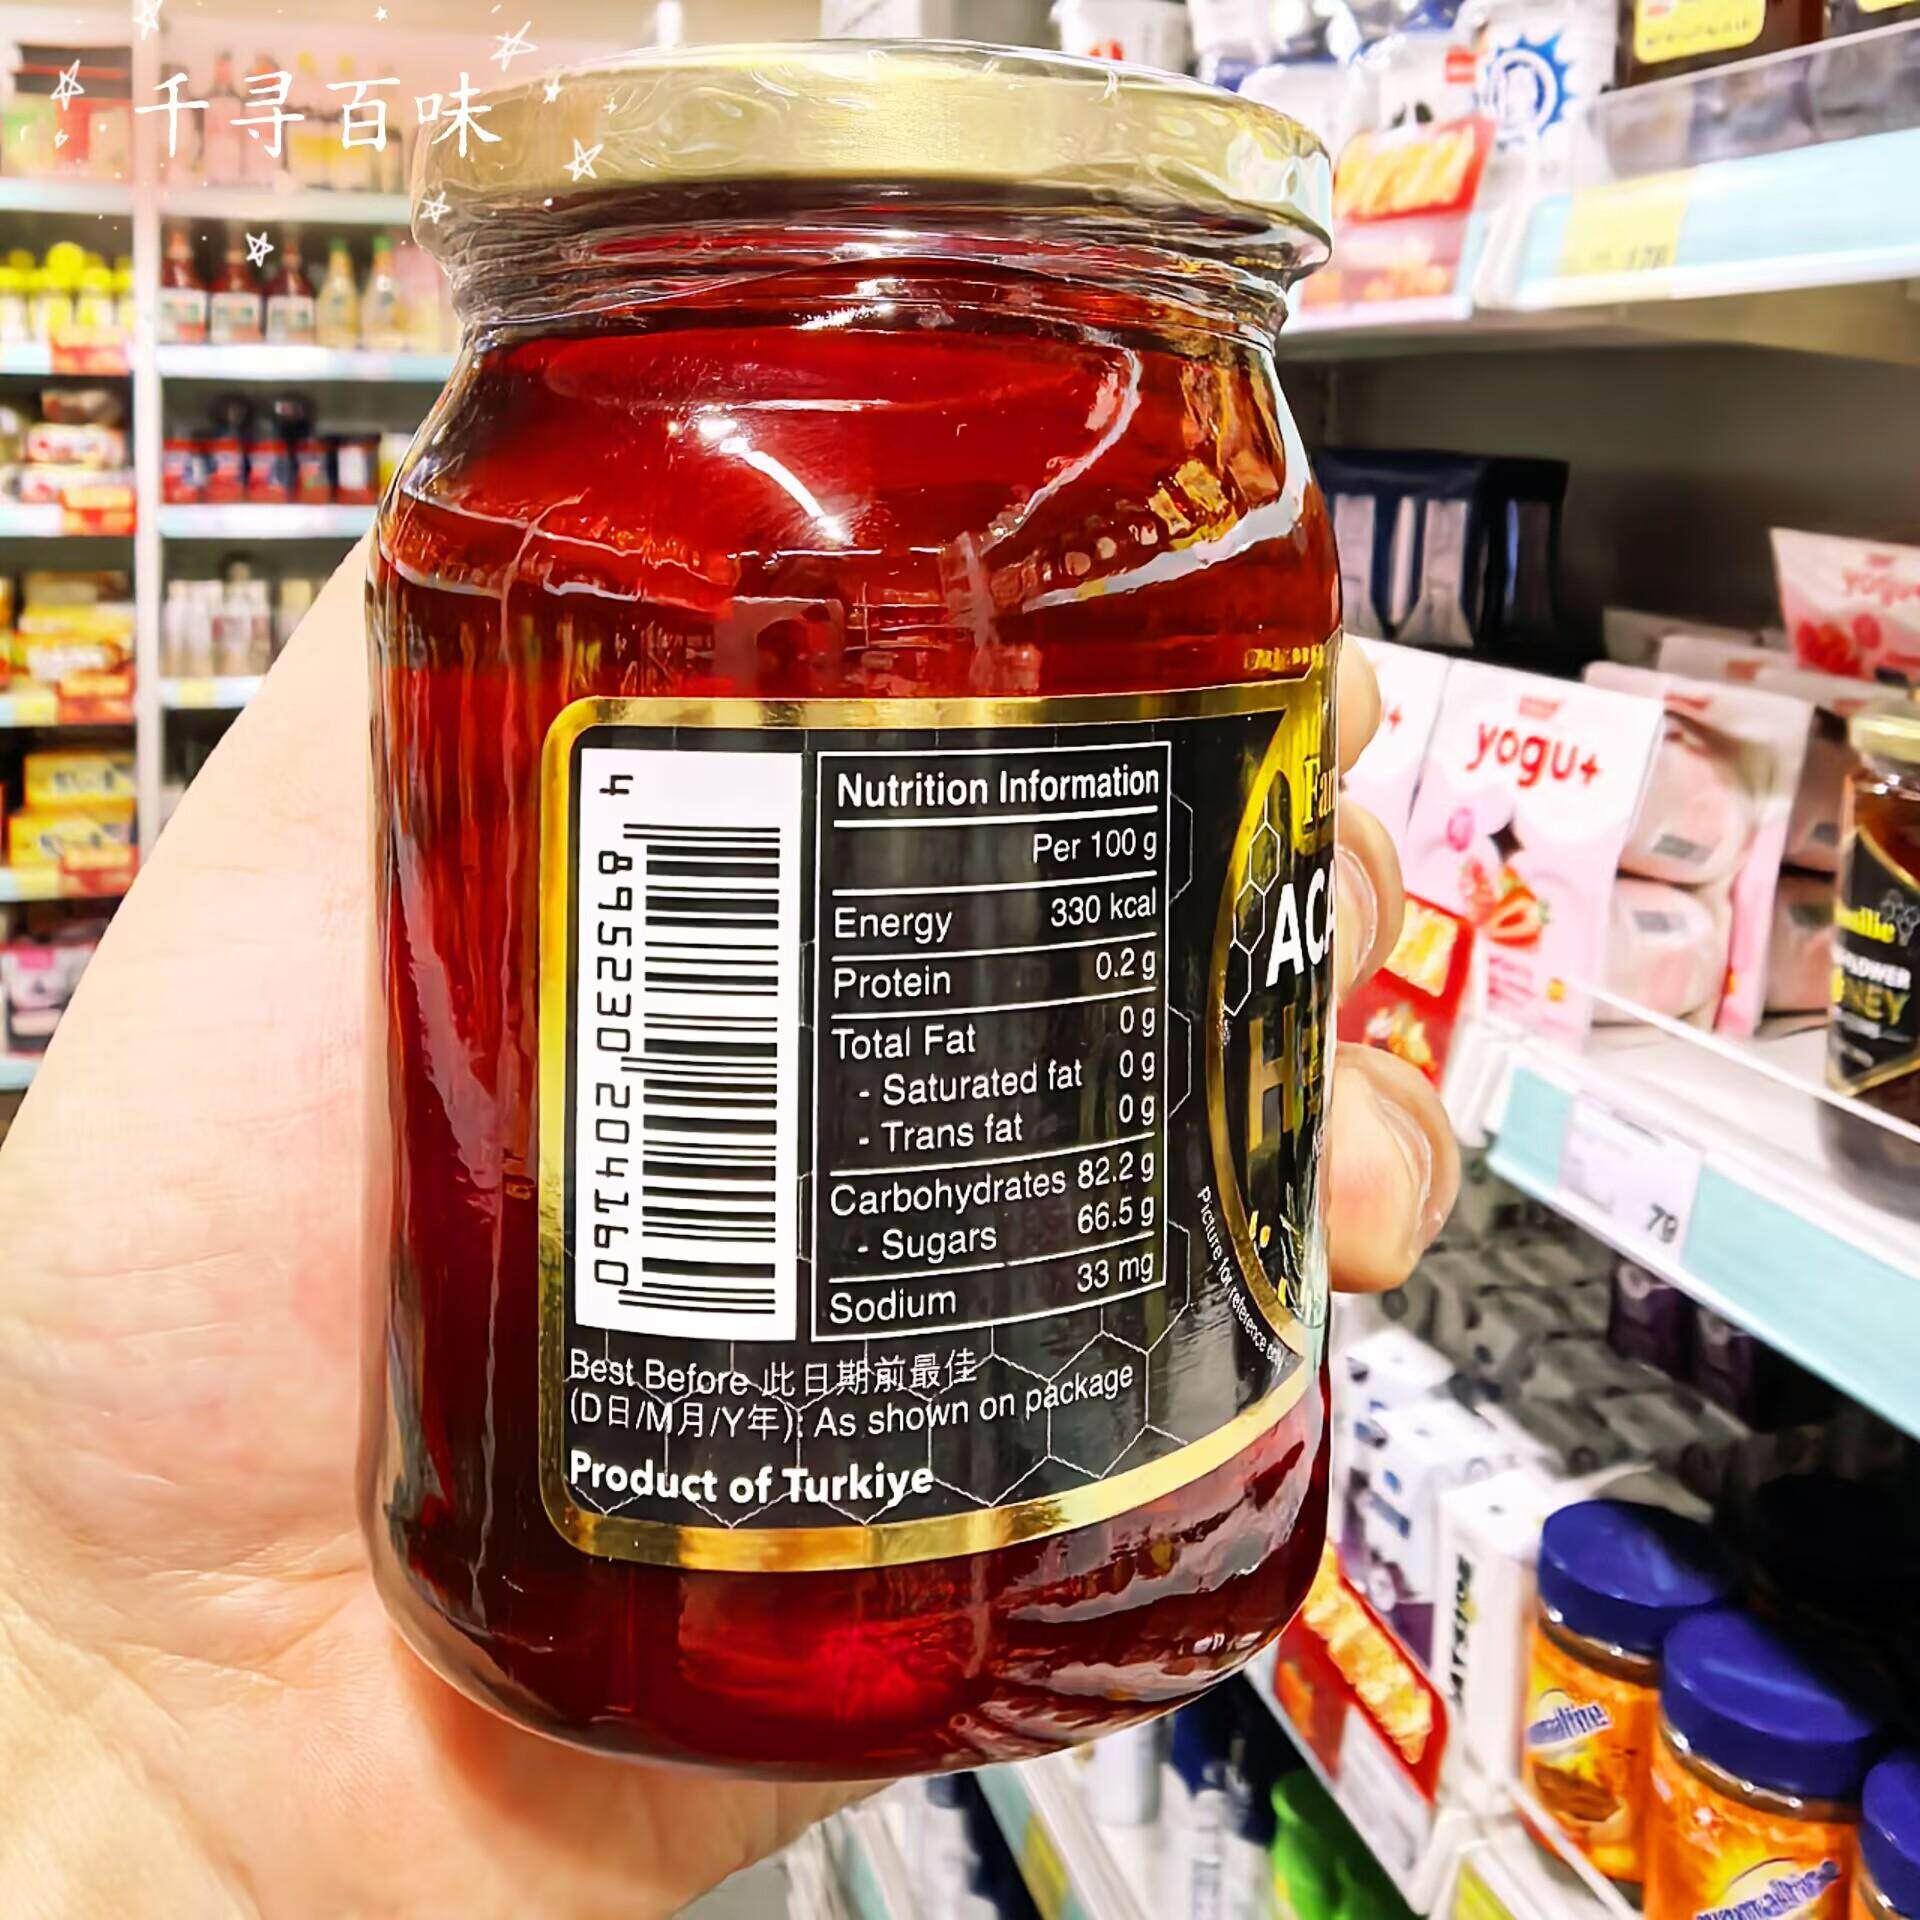 千寻百味
Nutrition Information
Per 100 g
Energy 330 kcal
Protein 0.2 g
Total Fat 0 g
- Saturated fat 0 g
- Trans fat 0 g
Carbohydrates 82.2 g
- Sugars 66.5 g
Sodium 33 mg
4 895230 204160
Best Before 此日期前最佳
(D日/M月/Y年): As shown on package
Product of Turkiye
Picture for reference only
yogu+
79
178